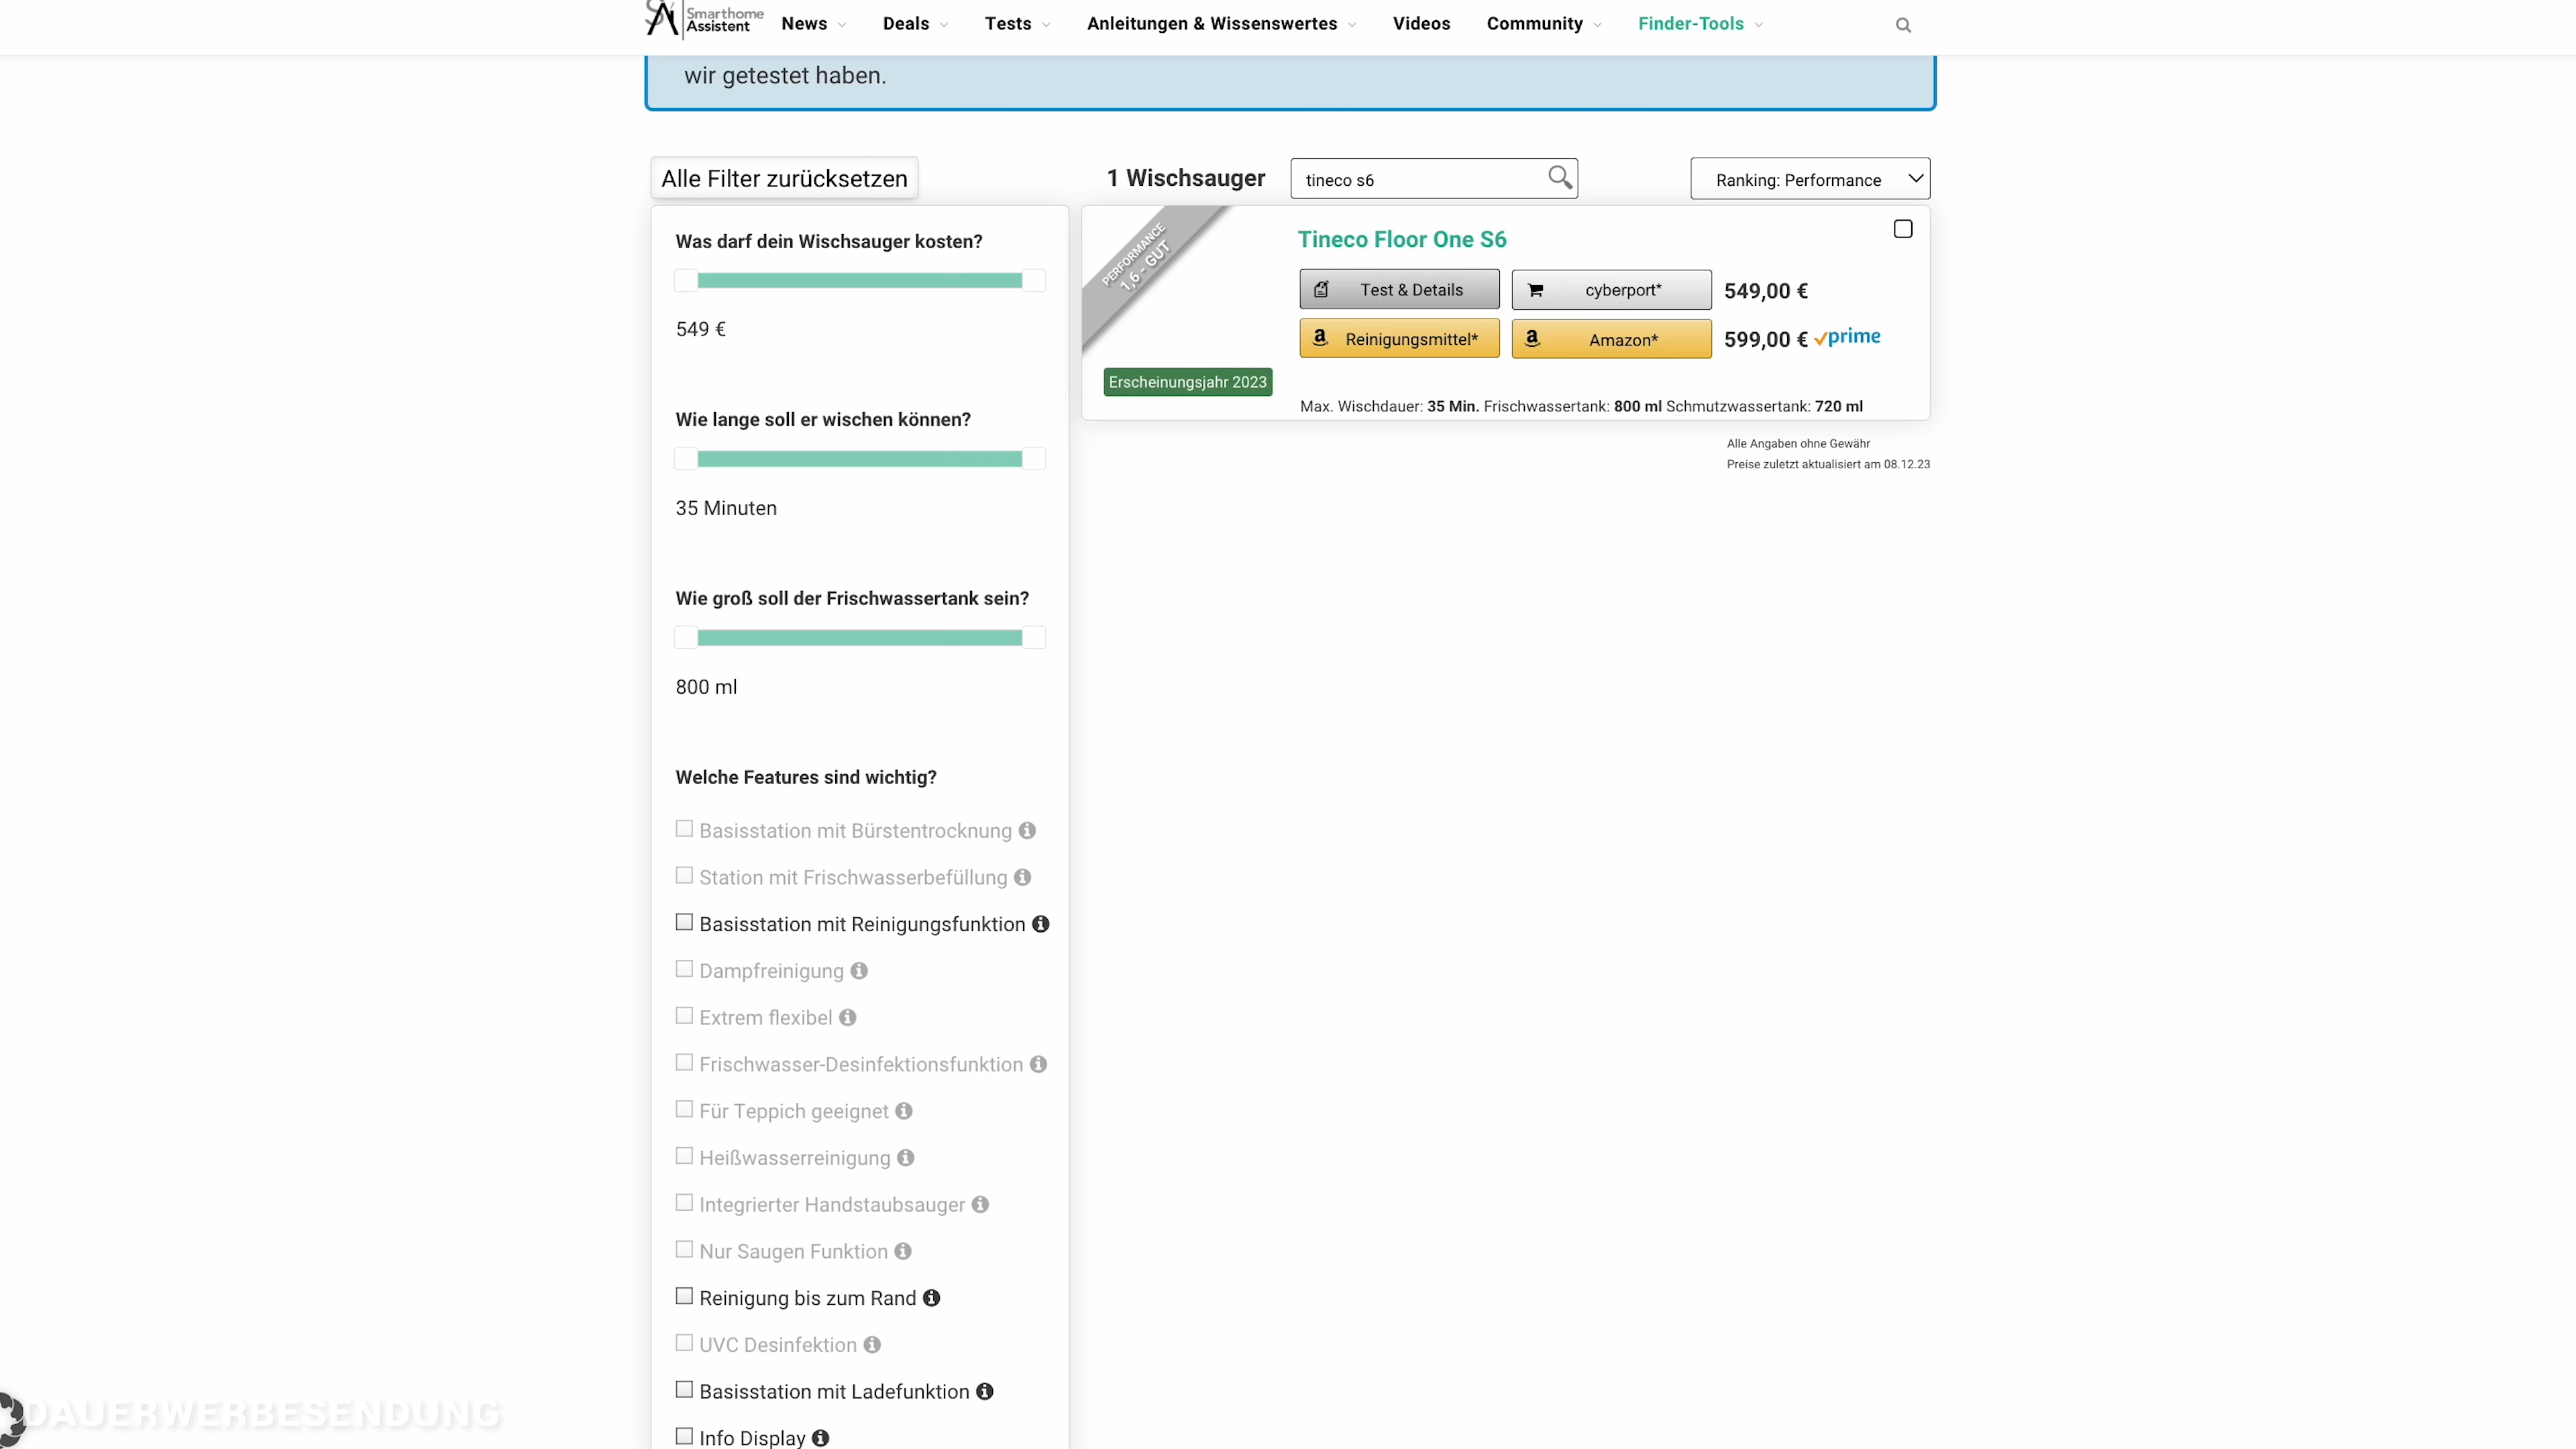 Smarthome
Assistent
News
Deals
Tests
Anleitungen & Wissenswertes
Videos
Community
Finder-Tools
wir getestet haben.
Alle Filter zurücksetzen
1 Wischsauger
tineco s6
Ranking: Performance
Was darf dein Wischsauger kosten?
549 €
Wie lange soll er wischen können?
35 Minuten
Wie groß soll der Frischwassertank sein?
800 ml
Welche Features sind wichtig?
Basisstation mit Bürstentrocknung
Station mit Frischwasserbefüllung
Basisstation mit Reinigungsfunktion
Dampfreinigung
Extrem flexibel
Frischwasser-Desinfektionsfunktion
Für Teppich geeignet
Heißwasserreinigung
Integrierter Handstaubsauger
Nur Saugen Funktion
Reinigung bis zum Rand
UVC Desinfektion
Basisstation mit Ladefunktion
Info Display
PERFORMANCE
1,6 - GUT
Erscheinungsjahr 2023
Tineco Floor One S6
Test & Details
cyberport*
549,00 €
Reinigungsmittel*
Amazon*
599,00 € prime
Max. Wischdauer: 35 Min. Frischwassertank: 800 ml Schmutzwassertank: 720 ml
Alle Angaben ohne Gewähr
Preise zuletzt aktualisiert am 08.12.23
DAUERWERBESENDUNG